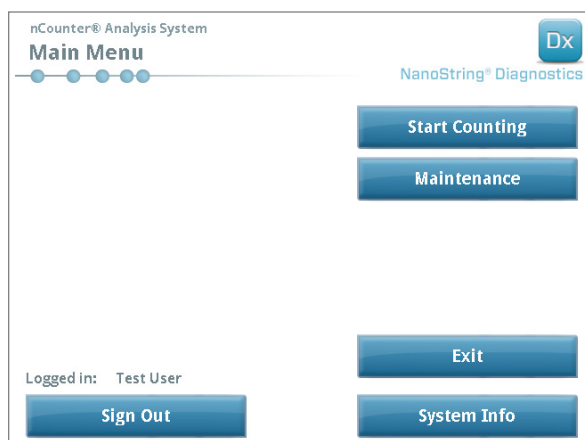 nCounter® Analysis System
Main Menu
Dx
NanoString® Diagnostics
Start Counting
Maintenance
Exit
Logged in: Test User
Sign Out
System Info